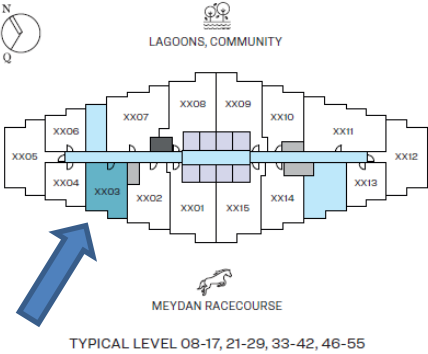 N
Q
LAGOONS, COMMUNITY
XX08 XX09
XX07 XX10
XX06 XX11
XX05 XX12
XX04 XX03 XX13
XX02 XX14
XX01 XX15
MEYDAN RACECOURSE
TYPICAL LEVEL 08-17, 21-29, 33-42, 46-55